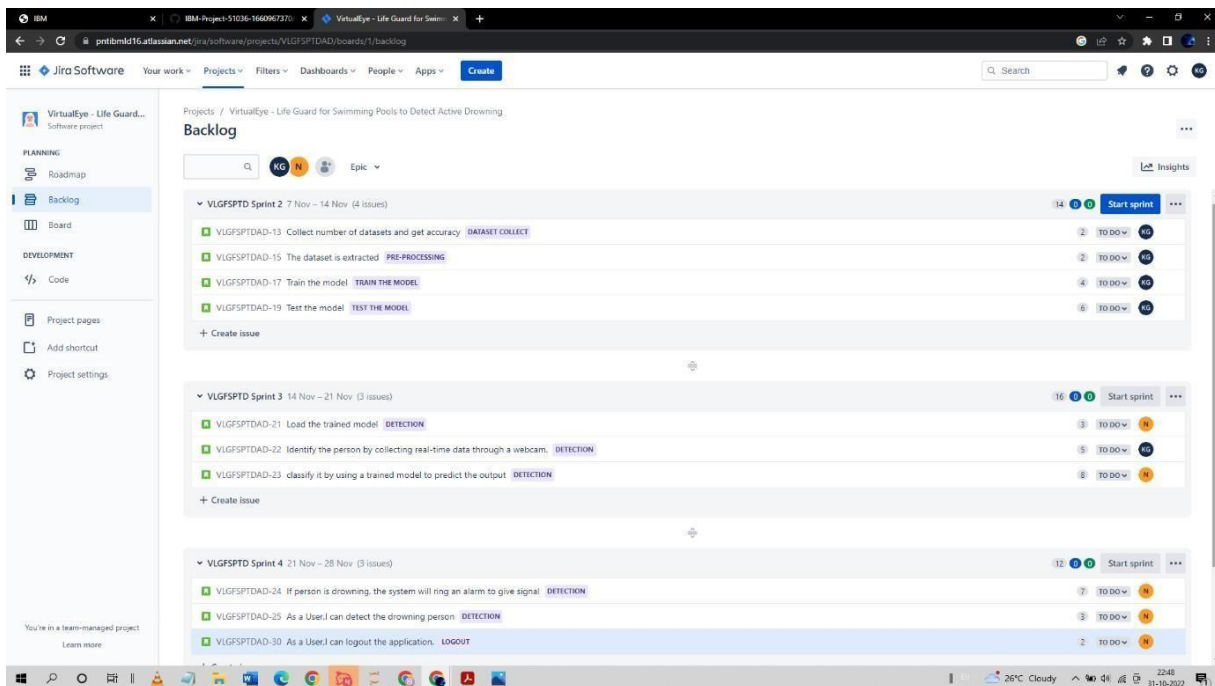 IBM
IBM-Project-51036-1660967370/
VirtualEye - Life Guard for Swimm
pntibmld16.atlassian.net/jira/software/projects/VLGFSPTDAD/boards/1/backlog
Jira Software Your work Projects Filters Dashboards People Apps Create Search KG
VirtualEye - Life Guard...
Software project
PLANNING
Roadmap
Backlog
Board
DEVELOPMENT
Code
Project pages
Add shortcut
Project settings
You're in a team-managed project
Learn more
Projects / VirtualEye - Life Guard for Swimming Pools to Detect Active Drowning
Backlog
KG N Epic Insights
VLGFSPTD Sprint 2 7 Nov – 14 Nov (4 issues) 14 0 0 Start sprint
VLGFSPTDAD-13 Collect number of datasets and get accuracy DATASET COLLECT 2 TO DO KG
VLGFSPTDAD-15 The dataset is extracted PRE-PROCESSING 2 TO DO KG
VLGFSPTDAD-17 Train the model TRAIN THE MODEL 4 TO DO KG
VLGFSPTDAD-19 Test the model TEST THE MODEL 6 TO DO KG
+ Create issue
VLGFSPTD Sprint 3 14 Nov – 21 Nov (3 issues) 16 0 0 Start sprint
VLGFSPTDAD-21 Load the trained model DETECTION 3 TO DO N
VLGFSPTDAD-22 Identify the person by collecting real-time data through a webcam. DETECTION 5 TO DO KG
VLGFSPTDAD-23 classify it by using a trained model to predict the output DETECTION 8 TO DO N
+ Create issue
VLGFSPTD Sprint 4 21 Nov – 28 Nov (3 issues) 12 0 0 Start sprint
VLGFSPTDAD-24 If person is drowning, the system will ring an alarm to give signal DETECTION 7 TO DO N
VLGFSPTDAD-25 As a User,I can detect the drowning person DETECTION 3 TO DO N
VLGFSPTDAD-30 As a User,I can logout the application. LOGOUT 2 TO DO N
26°C Cloudy
22:48
31-10-2022